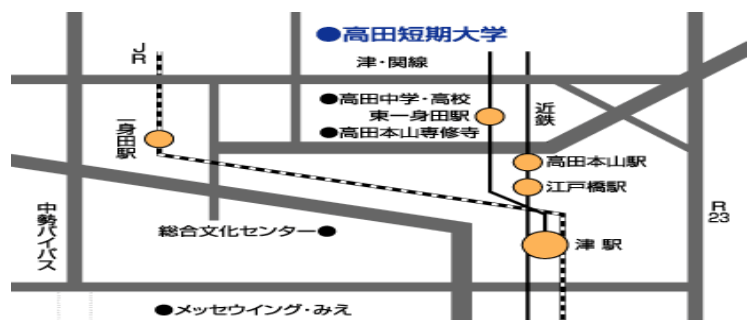 ●高田短期大学
JR
津・関線
●高田中学・高校
東一身田駅
近鉄
一身田駅
●高田本山専修寺
高田本山駅
江戸橋駅
中勢バイパス
R23
総合文化センター●
津駅
●メッセウイング・みえ